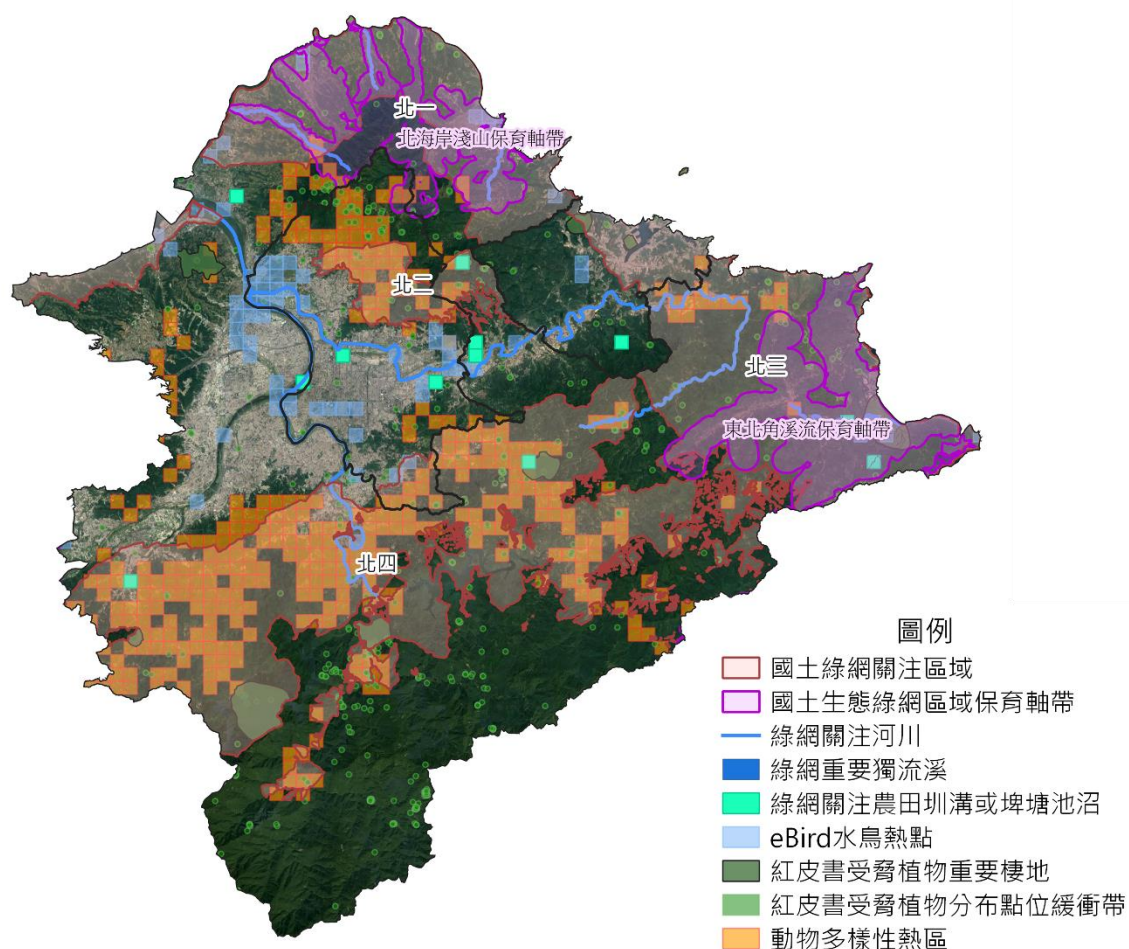 北一
北海岸淺山保育軸帶
北二
北三
東北角溪流保育軸帶
北四
圖例
國土綠網關注區域
國土生態綠網區域保育軸帶
綠網關注河川
綠網重要獨流溪
綠網關注農田圳溝或埤塘池沼
eBird水鳥熱點
紅皮書受脅植物重要棲地
紅皮書受脅植物分布點位緩衝帶
動物多樣性熱區